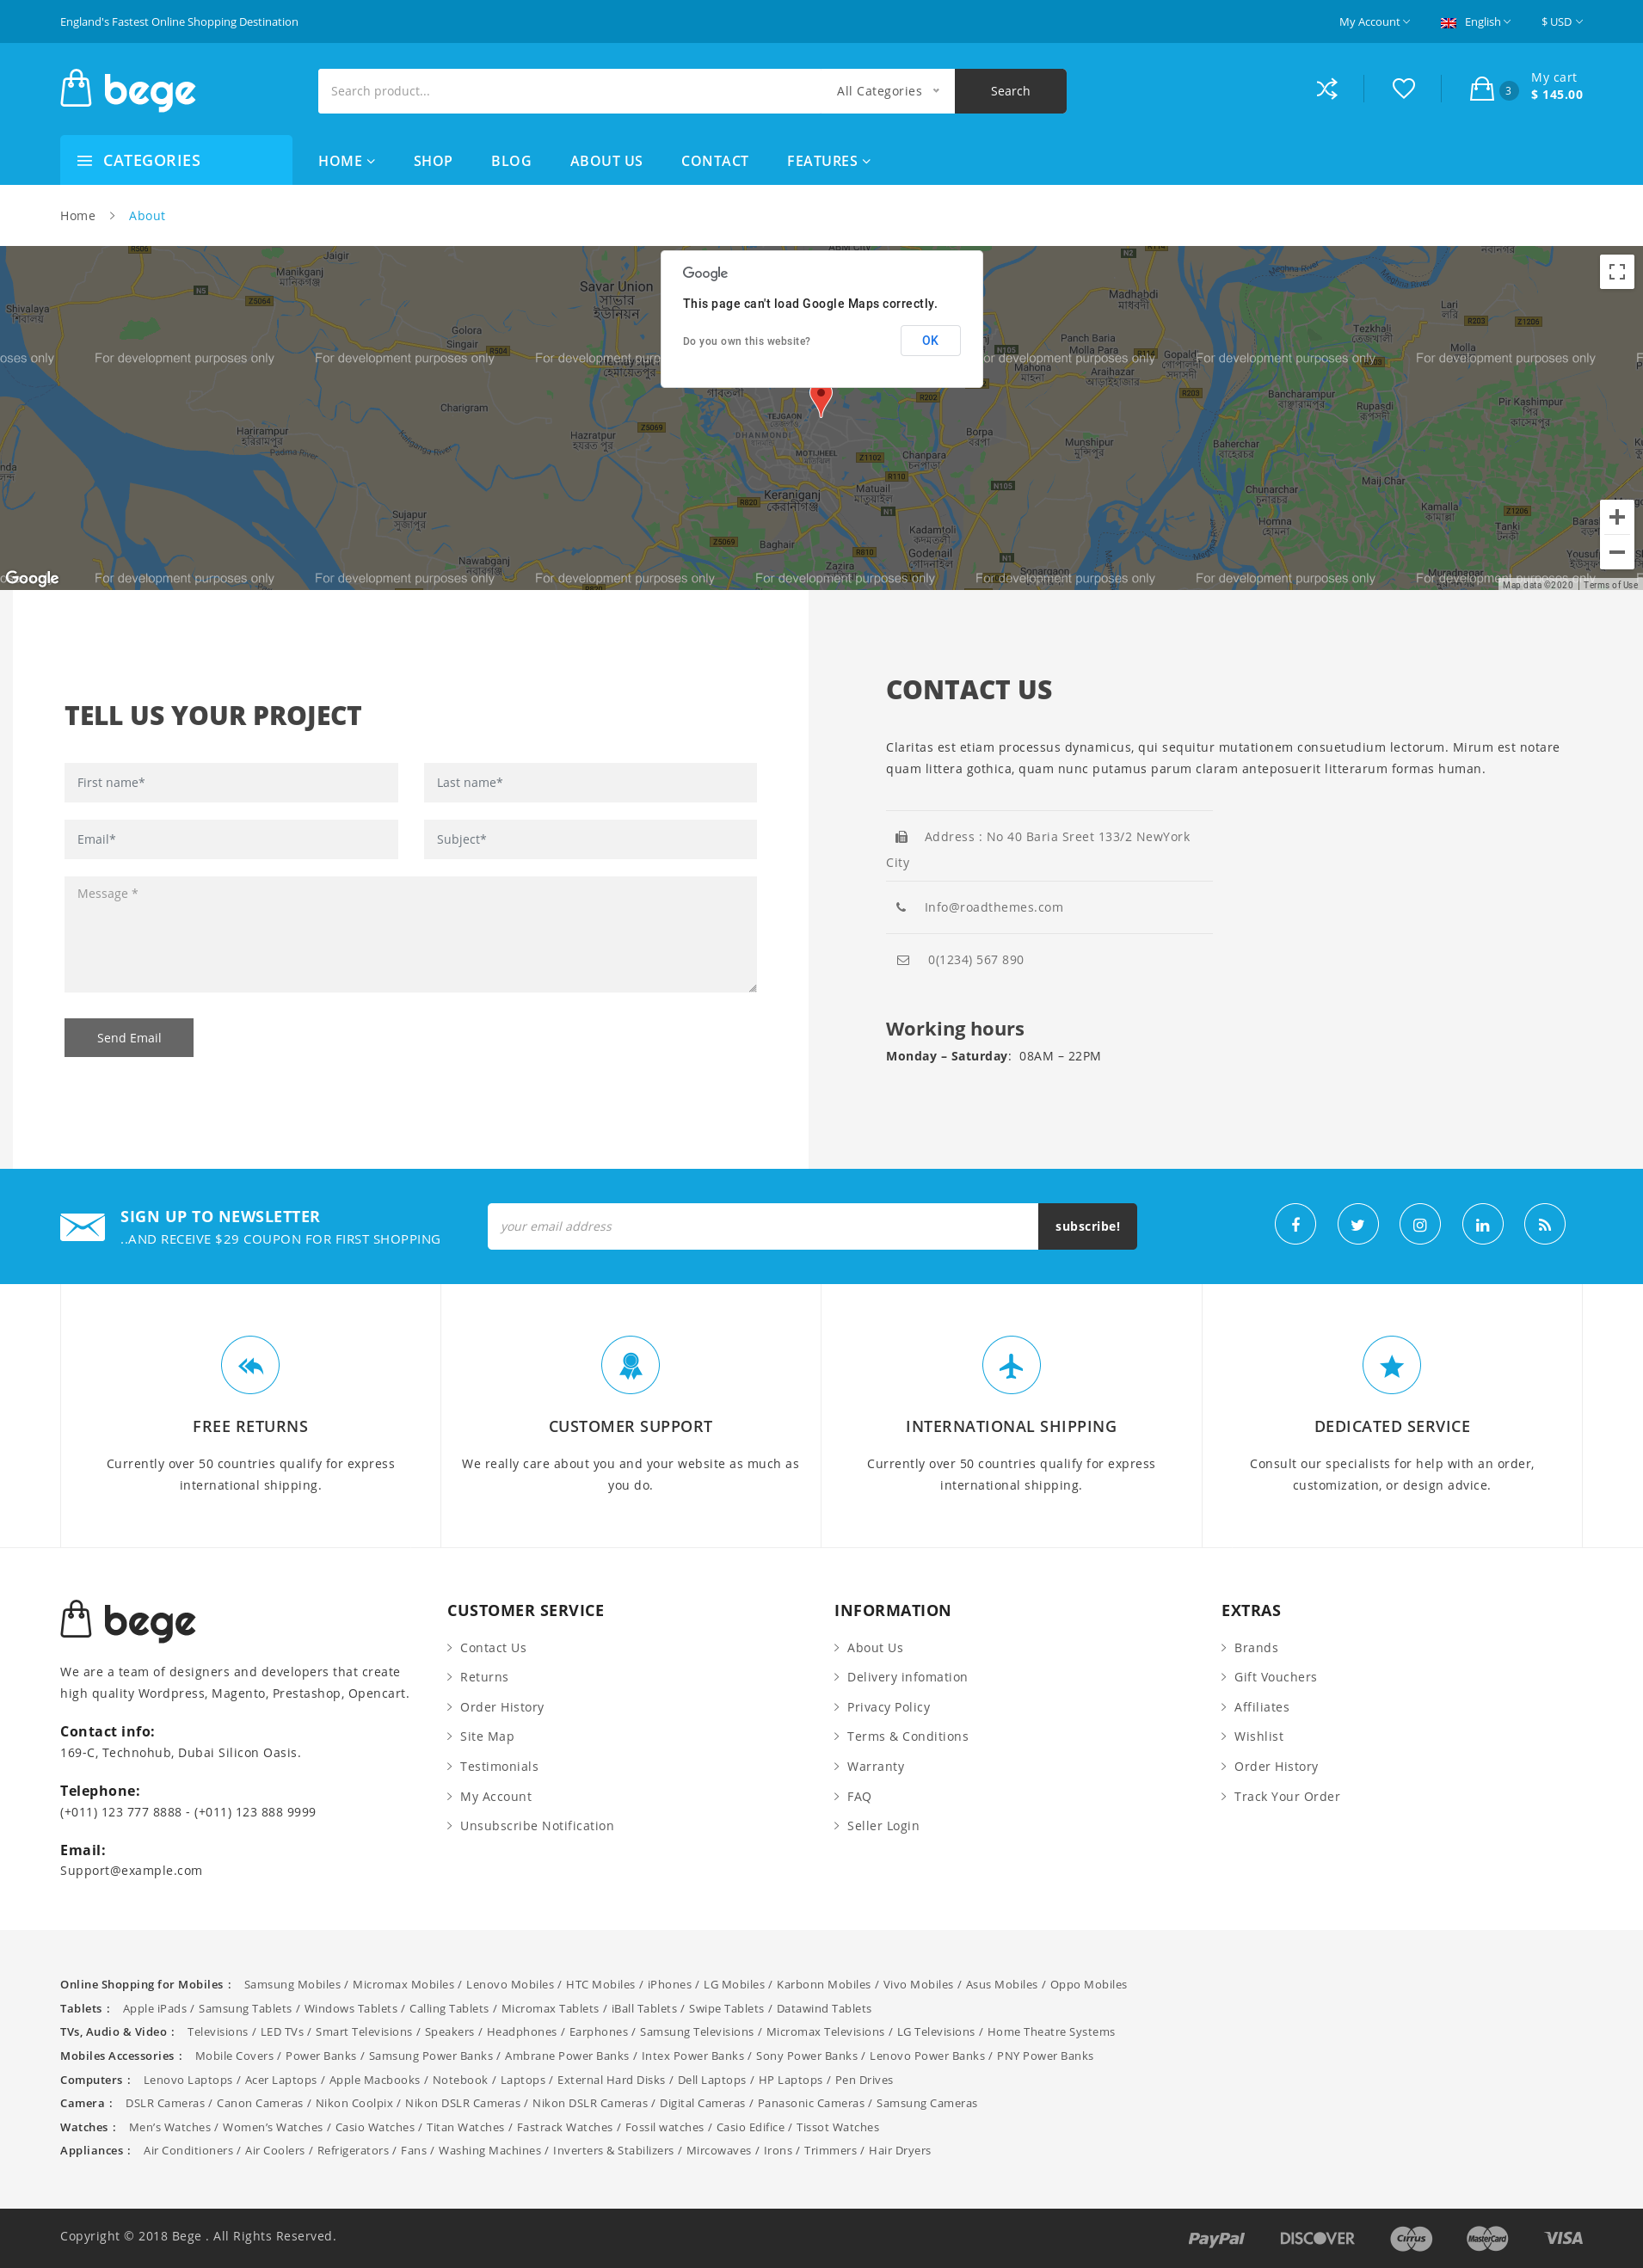 England's Fastest Online Shopping Destination
My Account
English
$ USD
bege
Search product...
All Categories
Search
3
My cart
$ 145.00
CATEGORIES
HOME
SHOP
BLOG
ABOUT US
CONTACT
FEATURES
Home
About
Google
This page can't load Google Maps correctly.
Do you own this website?
OK
For development purposes only
Savar Union
Keraniganj
Google
Map data ©2020
Terms of Use
TELL US YOUR PROJECT
First name*
Last name*
Email*
Subject*
Message *
Send Email
CONTACT US
Claritas est etiam processus dynamicus, qui sequitur mutationem consuetudium lectorum. Mirum est notare
quam littera gothica, quam nunc putamus parum claram anteposuerit litterarum formas human.
Address : No 40 Baria Sreet 133/2 NewYork
City
Info@roadthemes.com
0(1234) 567 890
Working hours
Monday – Saturday: 08AM – 22PM
SIGN UP TO NEWSLETTER
..AND RECEIVE $29 COUPON FOR FIRST SHOPPING
your email address
subscribe!
FREE RETURNS
Currently over 50 countries qualify for express
international shipping.
CUSTOMER SUPPORT
We really care about you and your website as much as
you do.
INTERNATIONAL SHIPPING
Currently over 50 countries qualify for express
international shipping.
DEDICATED SERVICE
Consult our specialists for help with an order,
customization, or design advice.
bege
We are a team of designers and developers that create
high quality Wordpress, Magento, Prestashop, Opencart.
Contact info:
169-C, Technohub, Dubai Silicon Oasis.
Telephone:
(+011) 123 777 8888 - (+011) 123 888 9999
Email:
Support@example.com
CUSTOMER SERVICE
Contact Us
Returns
Order History
Site Map
Testimonials
My Account
Unsubscribe Notification
INFORMATION
About Us
Delivery infomation
Privacy Policy
Terms & Conditions
Warranty
FAQ
Seller Login
EXTRAS
Brands
Gift Vouchers
Affiliates
Wishlist
Order History
Track Your Order
Online Shopping for Mobiles : Samsung Mobiles / Micromax Mobiles / Lenovo Mobiles / HTC Mobiles / iPhones / LG Mobiles / Karbonn Mobiles / Vivo Mobiles / Asus Mobiles / Oppo Mobiles
Tablets : Apple iPads / Samsung Tablets / Windows Tablets / Calling Tablets / Micromax Tablets / iBall Tablets / Swipe Tablets / Datawind Tablets
TVs, Audio & Video : Televisions / LED TVs / Smart Televisions / Speakers / Headphones / Earphones / Samsung Televisions / Micromax Televisions / LG Televisions / Home Theatre Systems
Mobiles Accessories : Mobile Covers / Power Banks / Samsung Power Banks / Ambrane Power Banks / Intex Power Banks / Sony Power Banks / Lenovo Power Banks / PNY Power Banks
Computers : Lenovo Laptops / Acer Laptops / Apple Macbooks / Notebook / Laptops / External Hard Disks / Dell Laptops / HP Laptops / Pen Drives
Camera : DSLR Cameras / Canon Cameras / Nikon Coolpix / Nikon DSLR Cameras / Nikon DSLR Cameras / Digital Cameras / Panasonic Cameras / Samsung Cameras
Watches : Men’s Watches / Women’s Watches / Casio Watches / Titan Watches / Fastrack Watches / Fossil watches / Casio Edifice / Tissot Watches
Appliances : Air Conditioners / Air Coolers / Refrigerators / Fans / Washing Machines / Inverters & Stabilizers / Mircowaves / Irons / Trimmers / Hair Dryers
Copyright © 2018 Bege . All Rights Reserved.
PayPal
DISCOVER
Cirrus
MasterCard
VISA